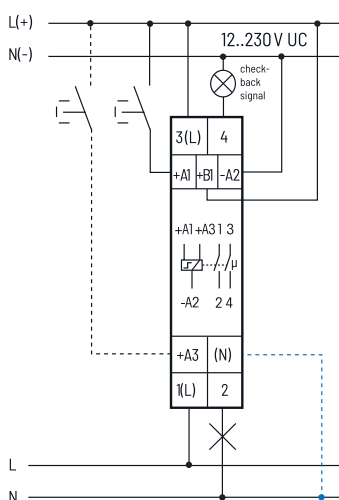 L(+)
N(-)
12..230 V UC
check-
back
signal
3(L) 4
+A1 +B1 -A2
+A1 +A3 1 3
μ
-A2 2 4
+A3 (N)
1(L) 2
L
N